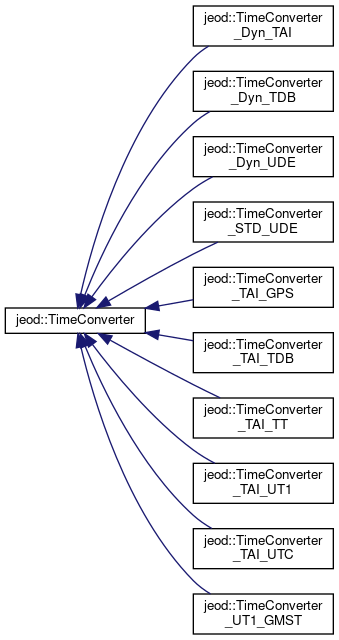 jeod::TimeConverter
_Dyn_TAI
jeod::TimeConverter
_Dyn_TDB
jeod::TimeConverter
_Dyn_UDE
jeod::TimeConverter
_STD_UDE
jeod::TimeConverter
_TAI_GPS
jeod::TimeConverter
jeod::TimeConverter
_TAI_TDB
jeod::TimeConverter
_TAI_TT
jeod::TimeConverter
_TAI_UT1
jeod::TimeConverter
_TAI_UTC
jeod::TimeConverter
_UT1_GMST